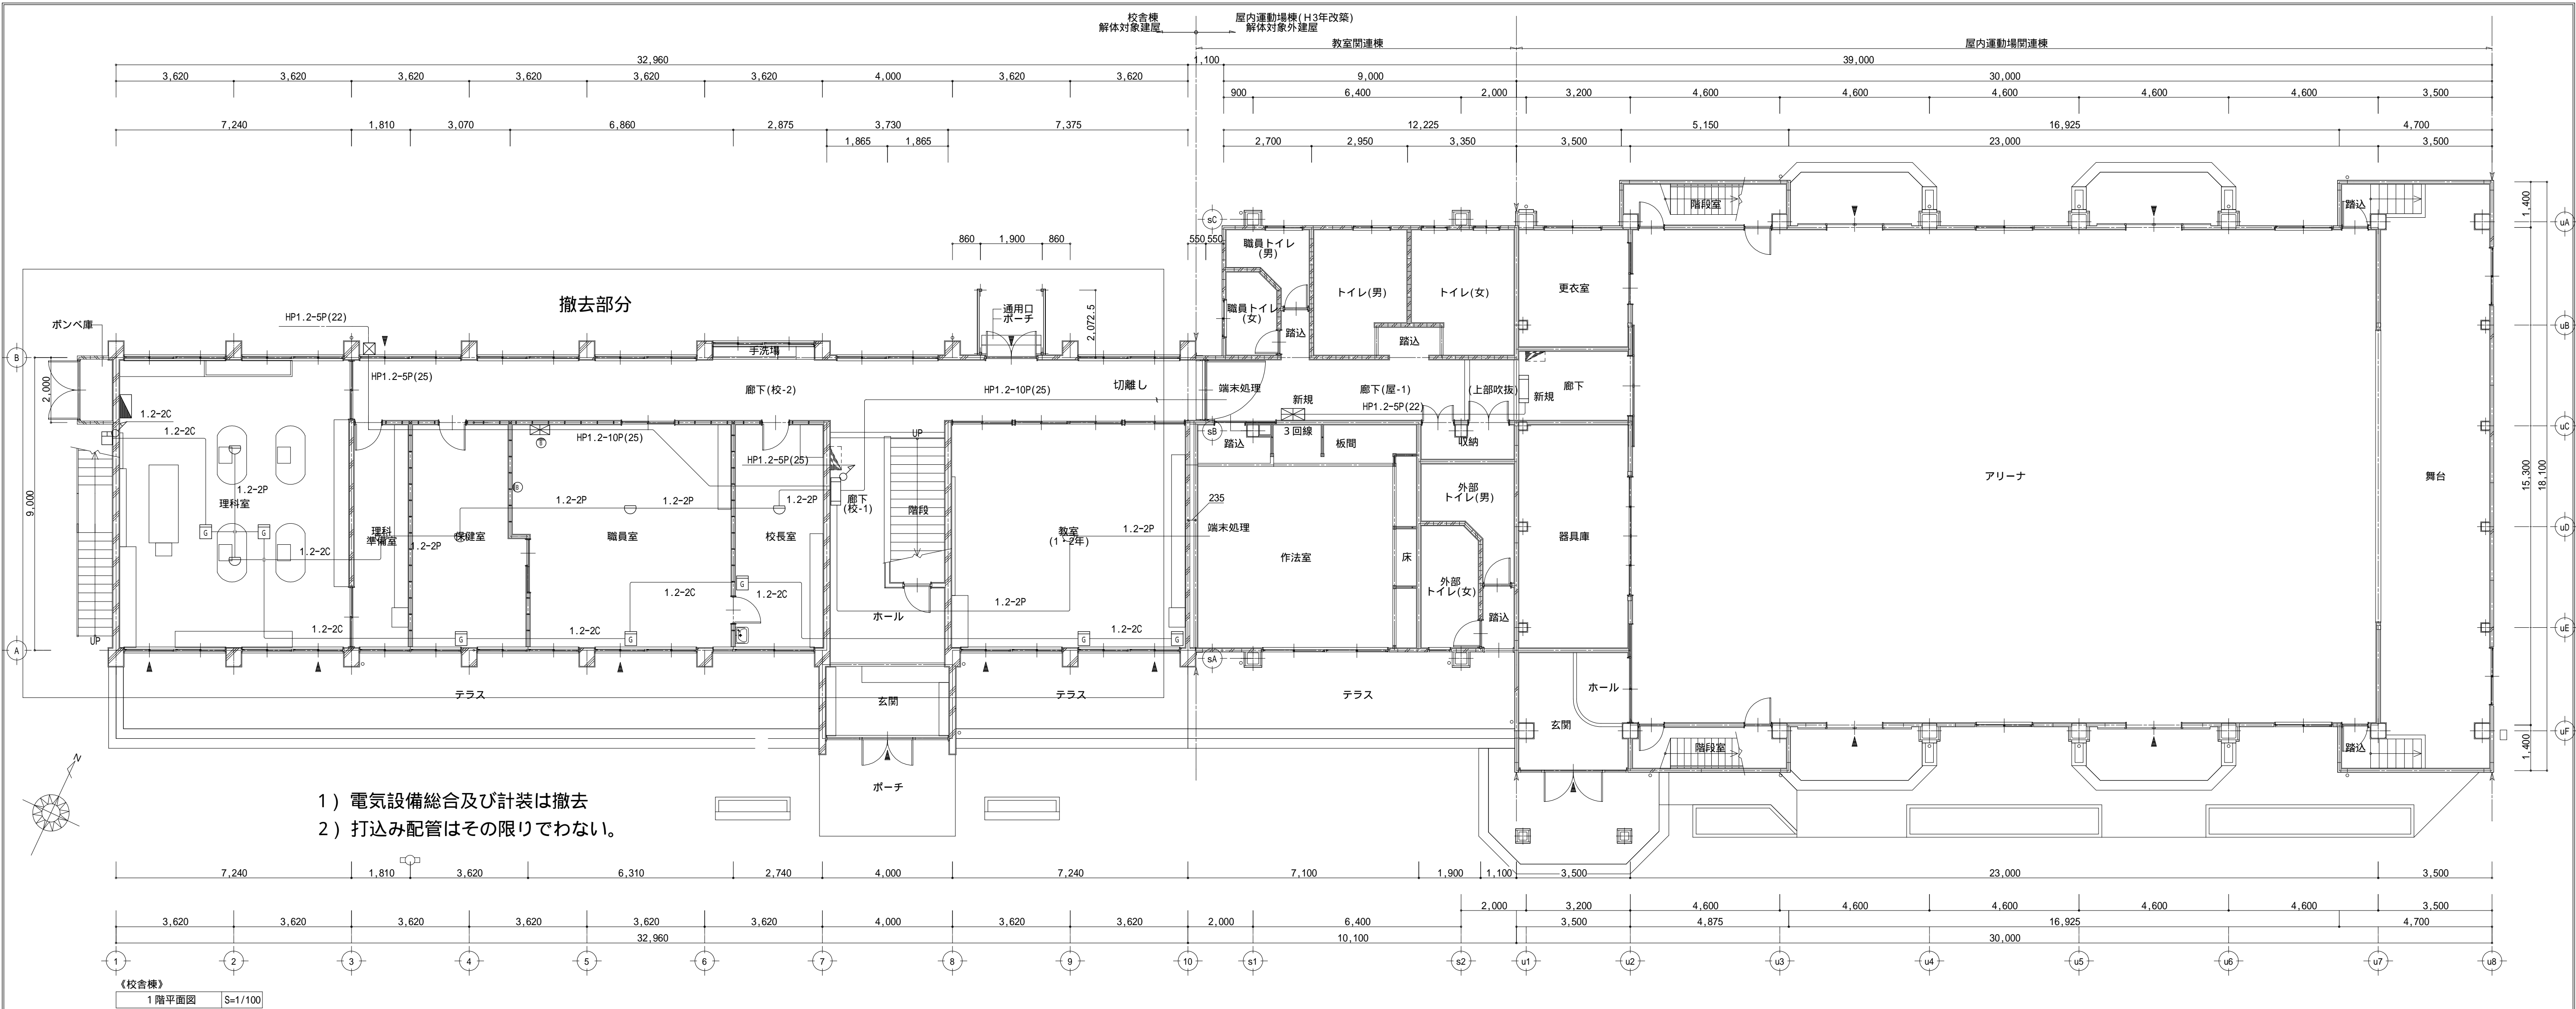 校舎棟
解体対象建屋
屋内運動場棟(H3年改築)
解体対象外建屋
教室関連棟
屋内運動場関連棟
32,960
1,100
39,000
3,620
3,620
3,620
3,620
3,620
3,620
4,000
3,620
3,620
9,000
30,000
900
6,400
2,000
3,200
4,600
4,600
4,600
4,600
4,600
3,500
7,240
1,810
3,070
6,860
2,875
3,730
7,375
12,225
5,150
16,925
4,700
1,865
1,865
2,700
2,950
3,350
3,500
23,000
3,500
860
1,900
860
550
550
撤去部分
ボンベ庫
HP1.2-5P(22)
通用口
ポーチ
2,072.5
手洗場
職員トイレ
(男)
職員トイレ
(女)
踏込
トイレ(男)
トイレ(女)
踏込
更衣室
階段室
踏込
1,400
sC
uA
uB
B
2,000
HP1.2-5P(25)
廊下(校-2)
HP1.2-10P(25)
切離し
端末処理
新規
廊下(屋-1)
HP1.2-5P(22)
(上部吹抜)
新規
廊下
1.2-2C
1.2-2C
HP1.2-10P(25)
HP1.2-5P(25)
UP
sB
踏込
3回線
板間
収納
uC
9,000
1.2-2P
理科室
1.2-2P
1.2-2P
1.2-2P
廊下
(校-1)
階段
235
外部
トイレ(男)
アリーナ
舞台
15,300
18,100
G
G
理科
準備室
保健室
職員室
校長室
教室
(1・2年)
1.2-2P
端末処理
作法室
床
器具庫
uD
1.2-2C
1.2-2P
B
B
G
1.2-2C
1.2-2C
外部
トイレ(女)
1.2-2P
ホール
踏込
uE
1.2-2C
G
1.2-2C
G
G
1.2-2C
G
UP
A
sA
テラス
玄関
テラス
テラス
ホール
玄関
階段室
踏込
1,400
uF
N
ポーチ
1) 電気設備総合及び計装は撤去
2) 打込み配管はその限りでわない。
7,240
1,810
3,620
6,310
2,740
4,000
7,240
7,100
1,900
1,100
3,500
23,000
3,500
2,000
3,200
4,600
4,600
4,600
4,600
4,600
3,500
3,620
3,620
3,620
3,620
3,620
3,620
4,000
3,620
3,620
2,000
6,400
3,500
4,875
16,925
4,700
32,960
10,100
30,000
1
2
3
4
5
6
7
8
9
10
s1
s2
u1
u2
u3
u4
u5
u6
u7
u8
《校舎棟》
1階平面図
S=1/100